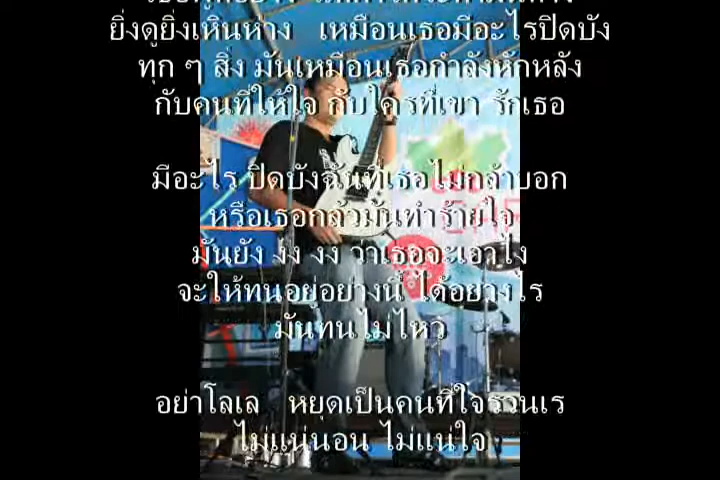 ยิ่งดูยิ่งเหินห่าง เหมือนเธอมีอะไรปิดบัง
ทุก ๆ สิ่ง มันเหมือนเธอกำลังหักหลัง
กับคนที่ให้ใจ กับใครที่เขา รักเธอ
มีอะไร ปิดบังฉันที่เธอไม่กล้าบอก
หรือเธอกลัวมันทำร้ายใจ
มันยัง งง งง ว่าเธอจะเอาไง
จะให้ทนอยู่อย่างนี้ ได้อย่างไร
มันทนไม่ไหว
อย่าโลเล หยุดเป็นคนที่ใจรวนเร
ไม่แน่นอน ไม่แน่ใจ